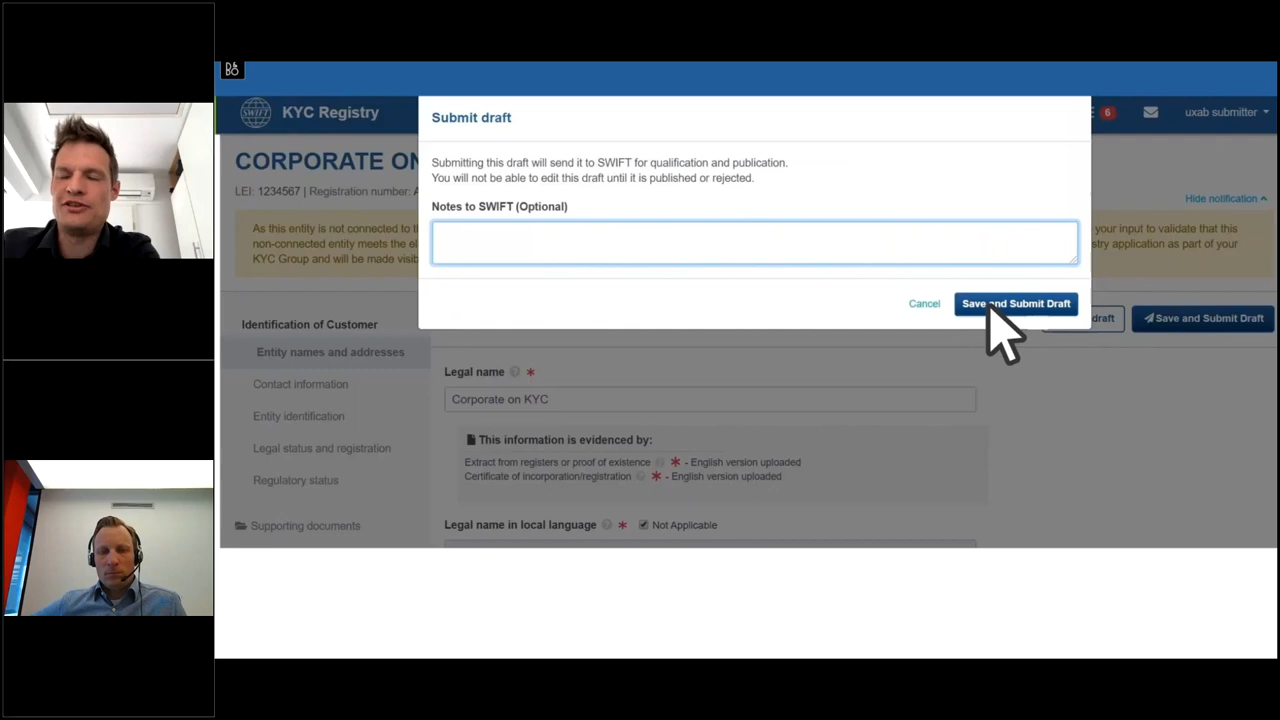 D&
BO
SWIFT
KYC Registry
6
uxab submitter
CORPORATE ON
LEI: 1234567 | Registration number:
Hide notification
As this entity is not connected to
non-connected entity meets the
KYC Group and will be made
your input to validate that this
application as part of your
Submit draft
Submitting this draft will send it to SWIFT for qualification and publication.
You will not be able to edit this draft until it is published or rejected.
Notes to SWIFT (Optional)
Cancel
Save and Submit Draft
draft
Save and Submit Draft
Identification of Customer
Entity names and addresses
Contact information
Entity identification
Legal status and registration
Regulatory status
Supporting documents
Legal name ? *
Corporate on KYC
This information is evidenced by:
Extract from registers or proof of existence * - English version uploaded
Certificate of incorporation/registration * - English version uploaded
Legal name in local language ? * Not Applicable